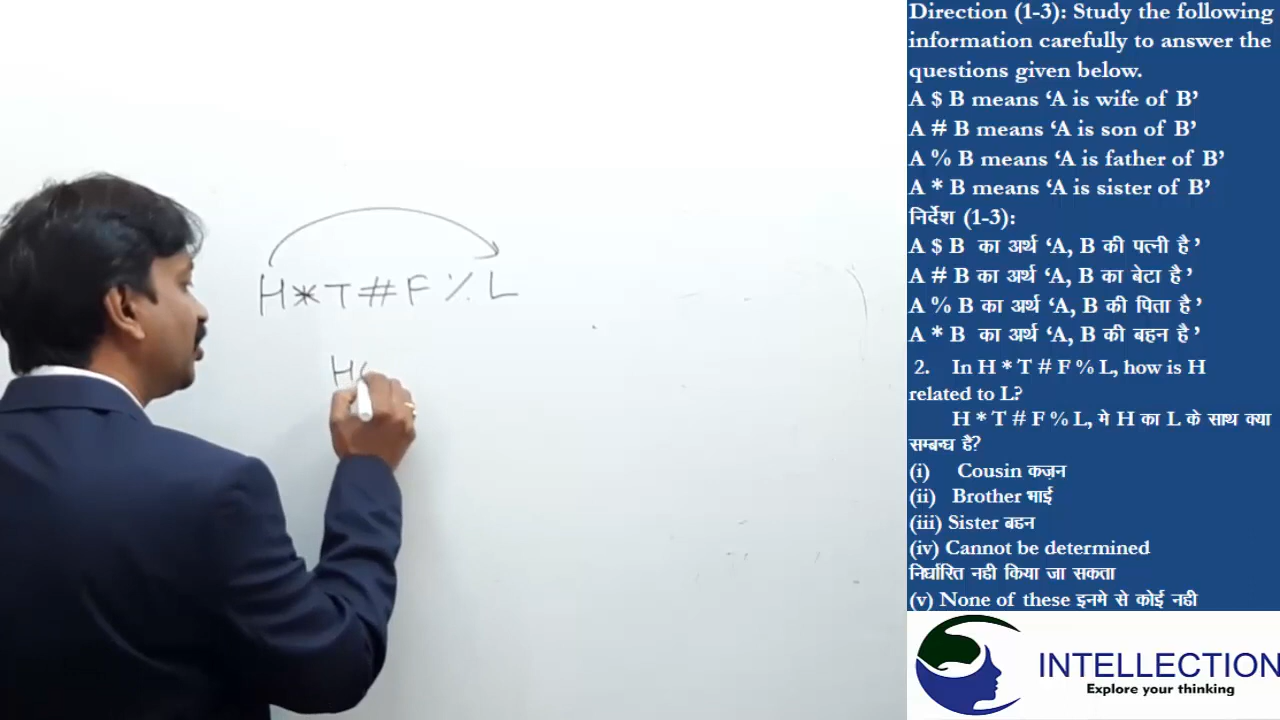 H*T#F%L
H
Direction (1-3): Study the following
information carefully to answer the
questions given below.
A $ B means ‘A is wife of B’
A # B means ‘A is son of B’
A % B means ‘A is father of B’
A * B means ‘A is sister of B’
निर्देश (1-3):
A $ B का अर्थ ‘A, B की पत्नी है’
A # B का अर्थ ‘A, B का बेटा है’
A % B का अर्थ ‘A, B की पिता है’
A * B का अर्थ ‘A, B की बहन है’
2. In H * T # F % L, how is H
related to L?
H * T # F % L, मे H का L के साथ क्या
सम्बन्ध है?
(i) Cousin कज़न
(ii) Brother भाई
(iii) Sister बहन
(iv) Cannot be determined
निर्धारित नही किया जा सकता
(v) None of these इनमे से कोई नही
INTELLECTION
Explore your thinking